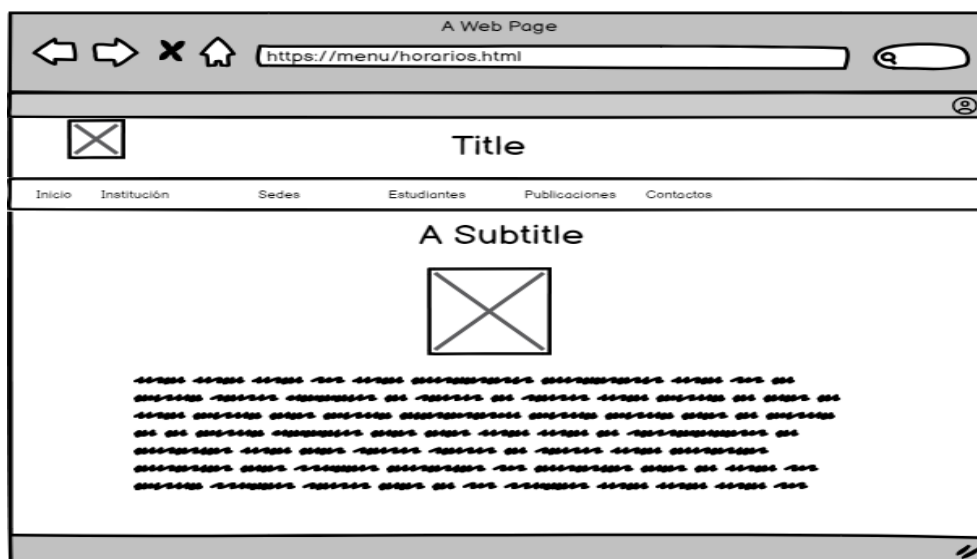 A Web Page
https://menu/horarios.html
Title
Inicio Institución Sedes Estudiantes Publicaciones Contactos
A Subtitle